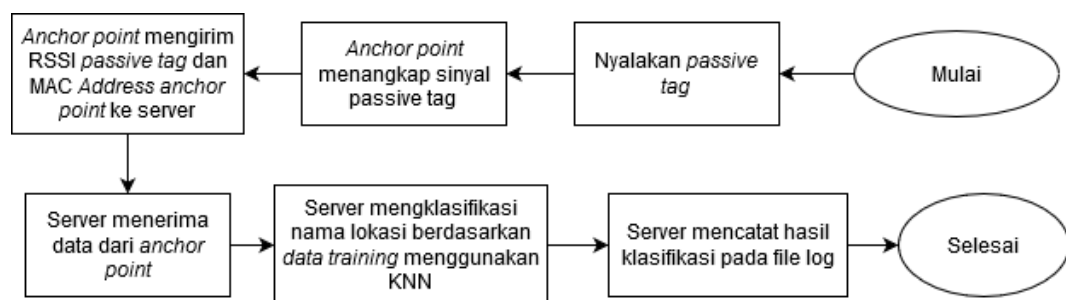 Mulai
Nyalakan passive
tag
Anchor point
menangkap sinyal
passive tag
Anchor point mengirim
RSSI passive tag dan
MAC Address anchor
point ke server
Server menerima
data dari anchor
point
Server mengklasifikasi
nama lokasi berdasarkan
data training menggunakan
KNN
Server mencatat hasil
klasifikasi pada file log
Selesai